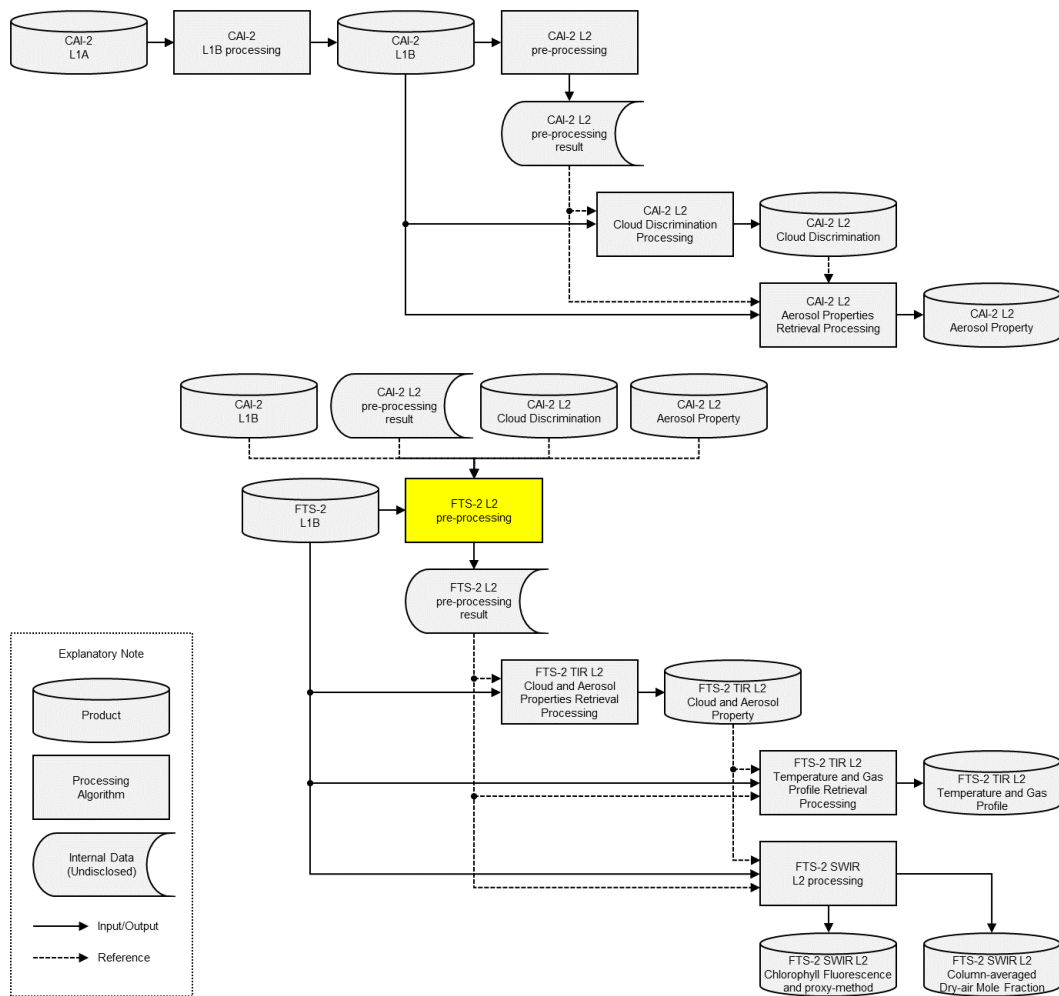 CAI-2
L1A
CAI-2
L1B processing
CAI-2
L1B
CAI-2 L2
pre-processing
CAI-2 L2
pre-processing
result
CAI-2 L2
Cloud Discrimination
Processing
CAI-2 L2
Cloud Discrimination
CAI-2 L2
Aerosol Properties
Retrieval Processing
CAI-2 L2
Aerosol Property
CAI-2
L1B
CAI-2 L2
pre-processing
result
CAI-2 L2
Cloud Discrimination
CAI-2 L2
Aerosol Property
FTS-2
L1B
FTS-2 L2
pre-processing
FTS-2 L2
pre-processing
result
FTS-2 TIR L2
Cloud and Aerosol
Properties Retrieval
Processing
FTS-2 TIR L2
Cloud and Aerosol
Property
FTS-2 TIR L2
Temperature and Gas
Profile Retrieval
Processing
FTS-2 TIR L2
Temperature and Gas
Profile
FTS-2 SWIR
L2 processing
FTS-2 SWIR L2
Chlorophyll Fluorescence
and proxy-method
FTS-2 SWIR L2
Column-averaged
Dry-air Mole Fraction
Explanatory Note
Product
Processing
Algorithm
Internal Data
(Undisclosed)
Input/Output
Reference